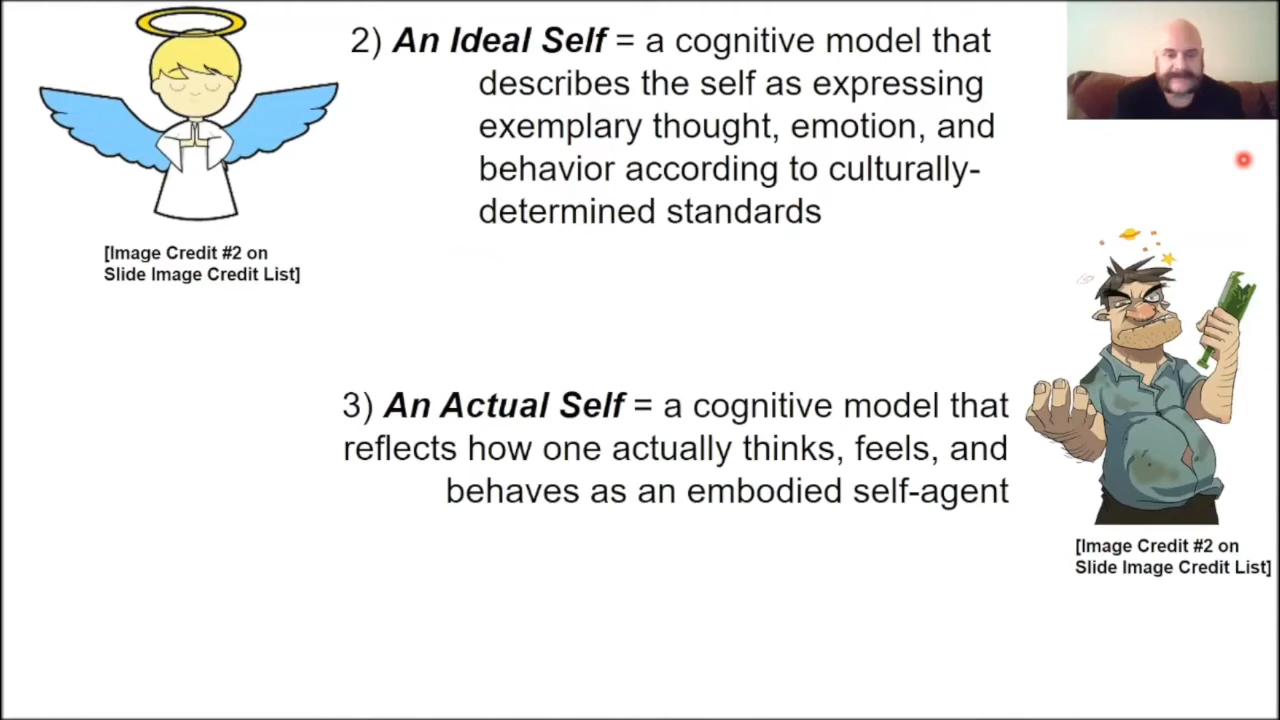 2) An Ideal Self = a cognitive model that
describes the self as expressing
exemplary thought, emotion, and
behavior according to culturally-
determined standards
[Image Credit #2 on
Slide Image Credit List]
3) An Actual Self = a cognitive model that
reflects how one actually thinks, feels, and
behaves as an embodied self-agent
[Image Credit #2 on
Slide Image Credit List]